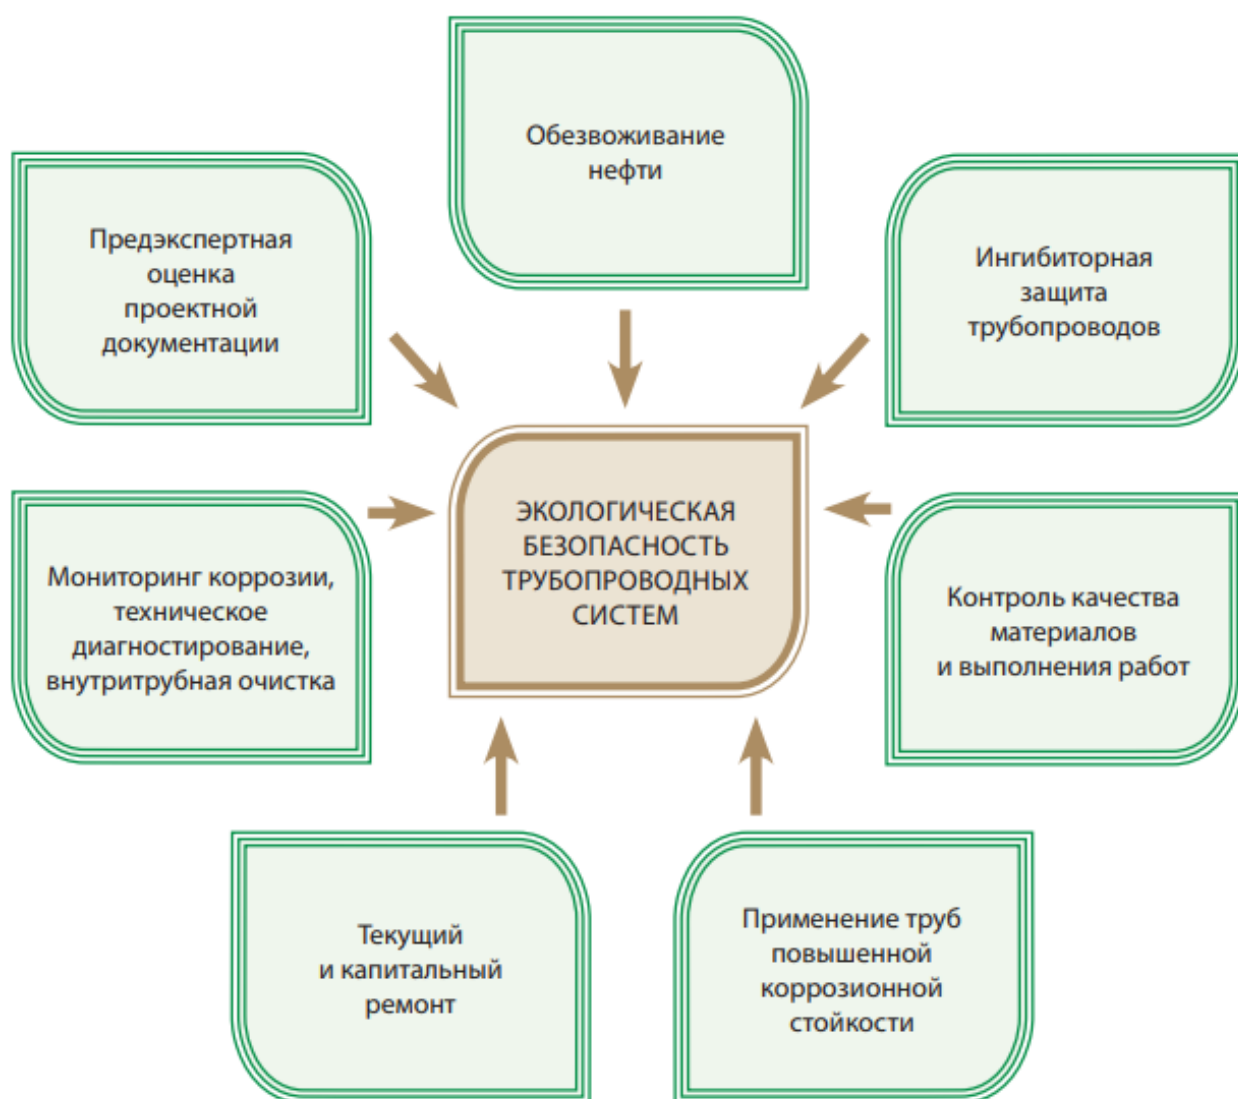 Обезвоживание
нефти
Предэкспертная
оценка
проектной
документации
Ингибиторная
защита
трубопроводов
ЭКОЛОГИЧЕСКАЯ
БЕЗОПАСНОСТЬ
ТРУБОПРОВОДНЫХ
СИСТЕМ
Мониторинг коррозии,
техническое
диагностирование,
внутритрубная очистка
Контроль качества
материалов
и выполнения работ
Текущий
и капитальный
ремонт
Применение труб
повышенной
коррозионной
стойкости